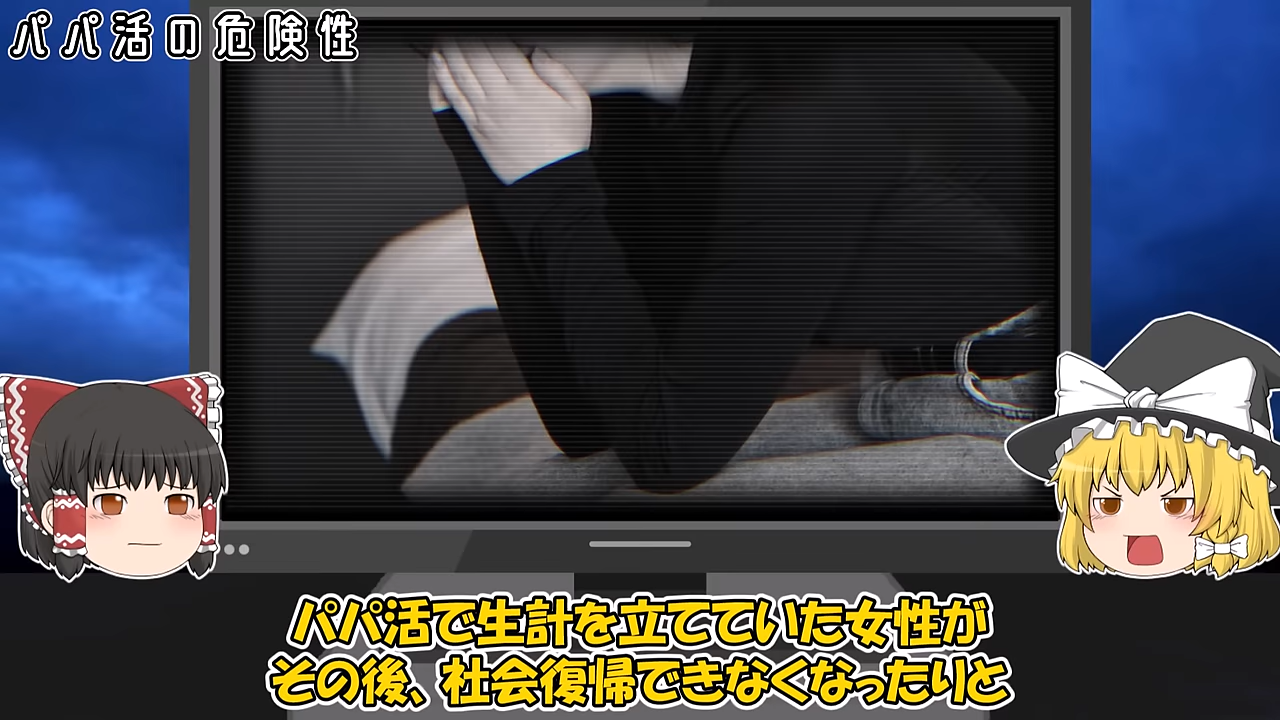 パパ活の危険性
パパ活で生計を立てていた女性が
その後、社会復帰できなくなったりと